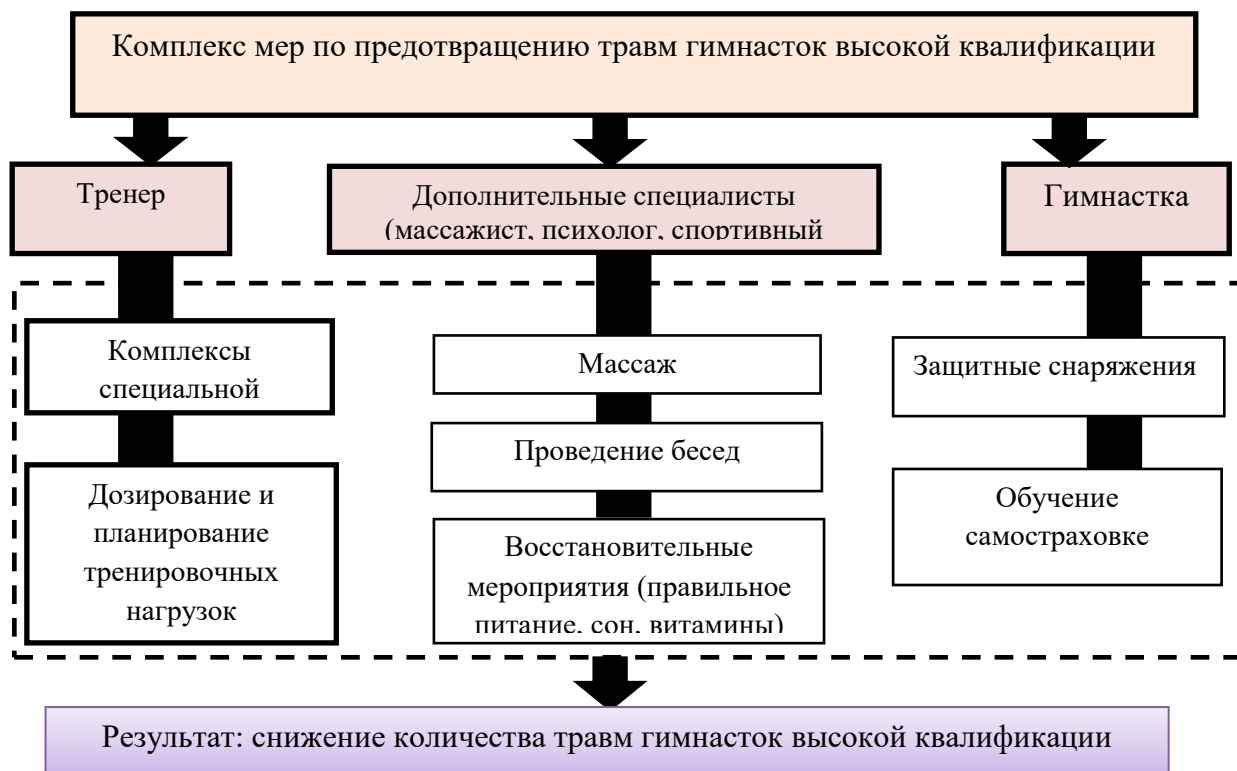 Комплекс мер по предотвращению травм гимнасток высокой квалификации
Тренер
Дополнительные специалисты
(массажист, психолог, спортивный
Гимнастка
Комплексы
специальной
Дозирование и
планирование
тренировочных
нагрузок
Массаж
Проведение бесед
Восстановительные
мероприятия (правильное
питание, сон, витамины)
Защитные снаряжения
Обучение
самостраховке
Результат: снижение количества травм гимнасток высокой квалификации